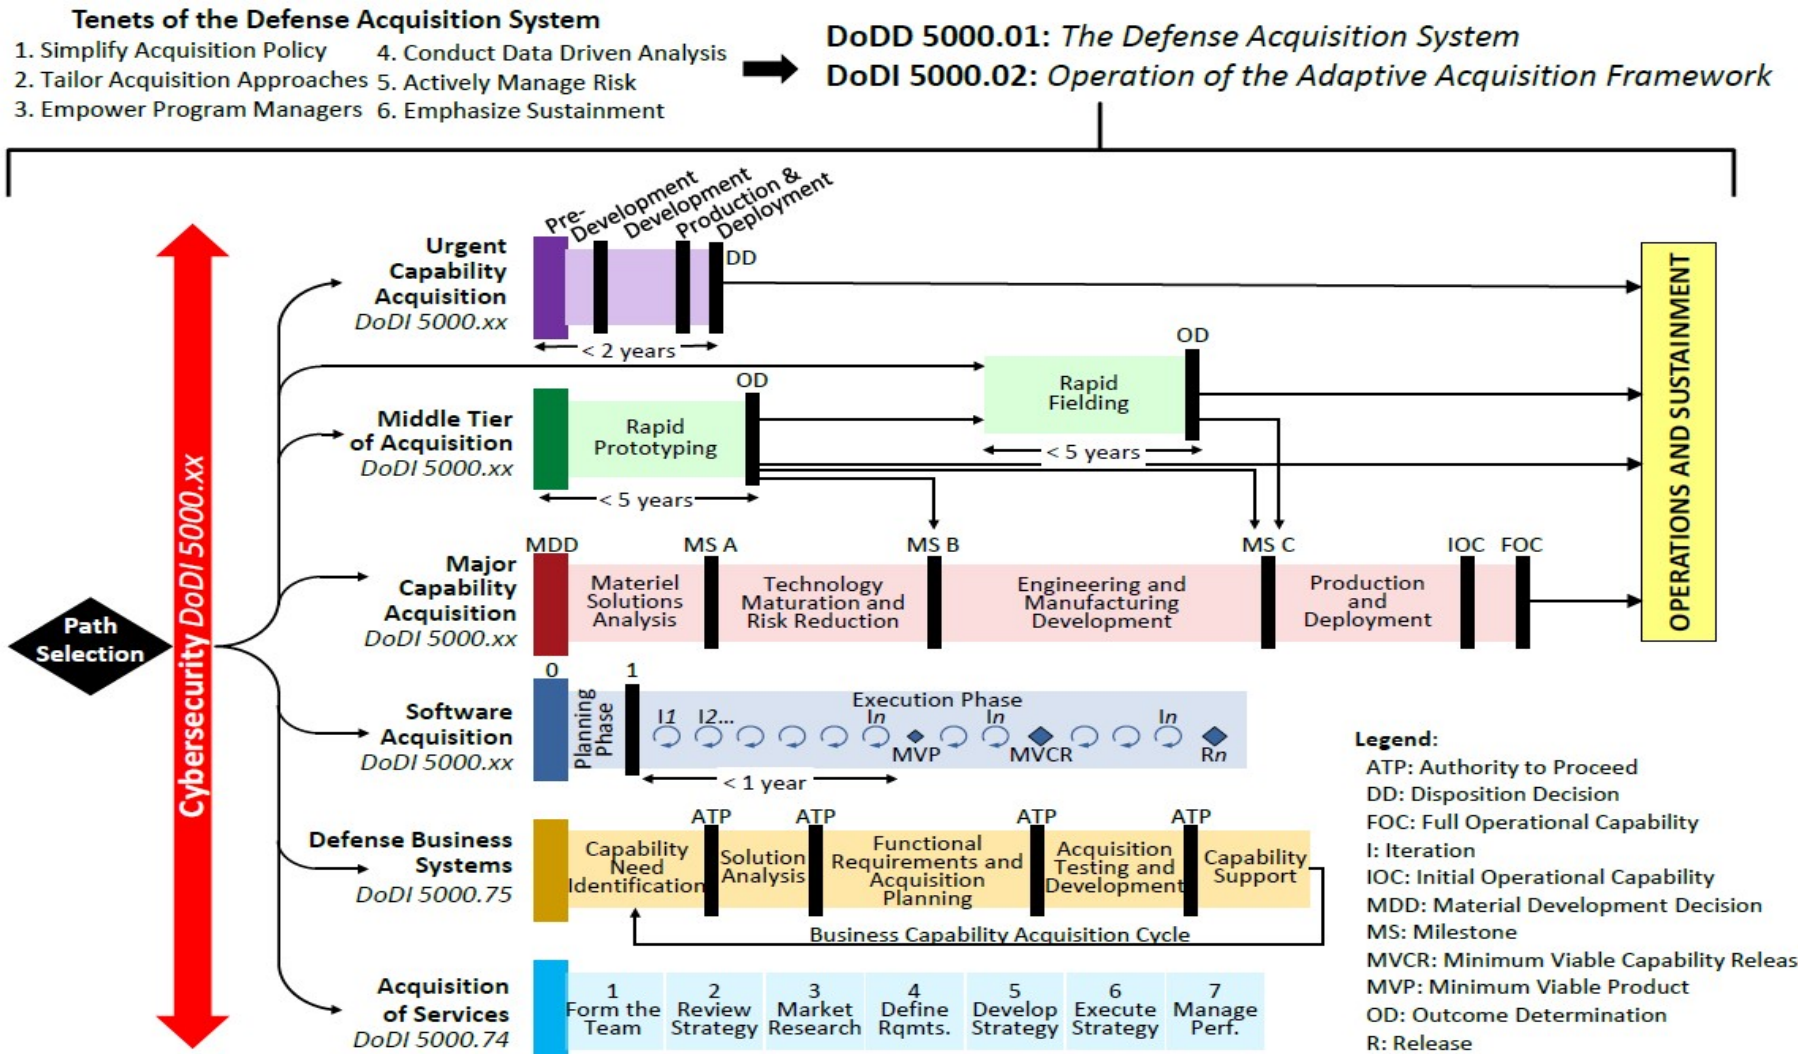 Tenets of the Defense Acquisition System
1. Simplify Acquisition Policy
2. Tailor Acquisition Approaches
3. Empower Program Managers
4. Conduct Data Driven Analysis
5. Actively Manage Risk
6. Emphasize Sustainment
DoDD 5000.01: The Defense Acquisition System
DoDI 5000.02: Operation of the Adaptive Acquisition Framework
Path
Selection
Cybersecurity DoDI 5000.xx
Urgent
Capability
Acquisition
DoDI 5000.xx
Pre-
Development
Development
Production &
Deployment
DD
< 2 years
Middle Tier
of Acquisition
DoDI 5000.xx
Rapid
Prototyping
OD
< 5 years
Rapid
Fielding
OD
< 5 years
Major
Capability
Acquisition
DoDI 5000.xx
MDD
MS A
MS B
MS C
IOC
FOC
Materiel
Solutions
Analysis
Technology
Maturation and
Risk Reduction
Engineering and
Manufacturing
Development
Production
and
Deployment
OPERATIONS AND SUSTAINMENT
Software
Acquisition
DoDI 5000.xx
0
1
Planning
Phase
Execution Phase
I1
I2...
In
In
In
MVP
MVCR
Rn
< 1 year
Defense Business
Systems
DoDI 5000.75
ATP
ATP
ATP
ATP
Capability
Need
Identification
Solution
Analysis
Functional
Requirements and
Acquisition
Planning
Acquisition
Testing and
Development
Capability
Support
Business Capability Acquisition Cycle
Acquisition
of Services
DoDI 5000.74
1
Form the
Team
2
Review
Strategy
3
Market
Research
4
Define
Rqmts.
5
Develop
Strategy
6
Execute
Strategy
7
Manage
Perf.
Legend:
ATP: Authority to Proceed
DD: Disposition Decision
FOC: Full Operational Capability
I: Iteration
IOC: Initial Operational Capability
MDD: Material Development Decision
MS: Milestone
MVCR: Minimum Viable Capability Releas
MVP: Minimum Viable Product
OD: Outcome Determination
R: Release